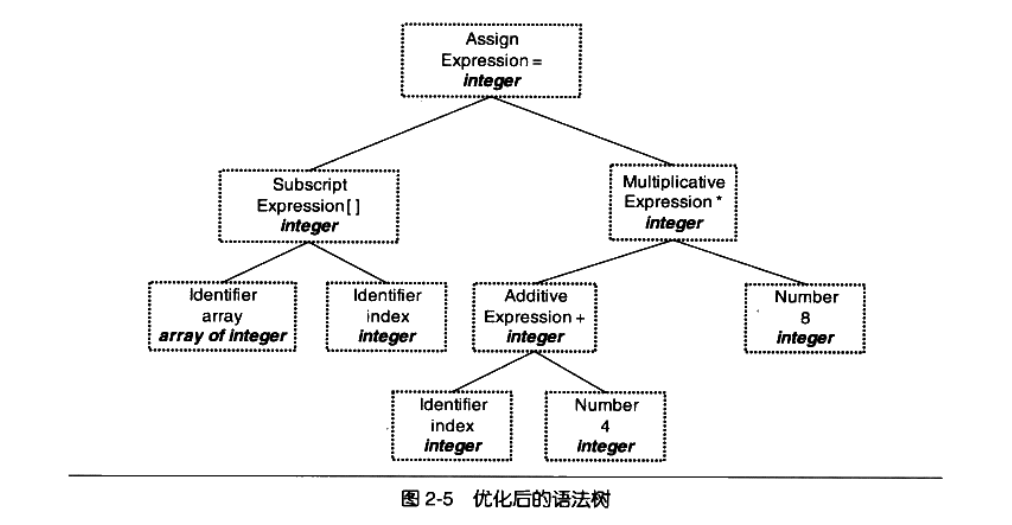 Assign
Expression =
integer
Subscript
Expression [ ]
integer
Multiplicative
Expression *
integer
Identifier
array
array of integer
Identifier
index
integer
Additive
Expression +
integer
Number
8
integer
Identifier
index
integer
Number
4
integer
图 2-5 优化后的语法树